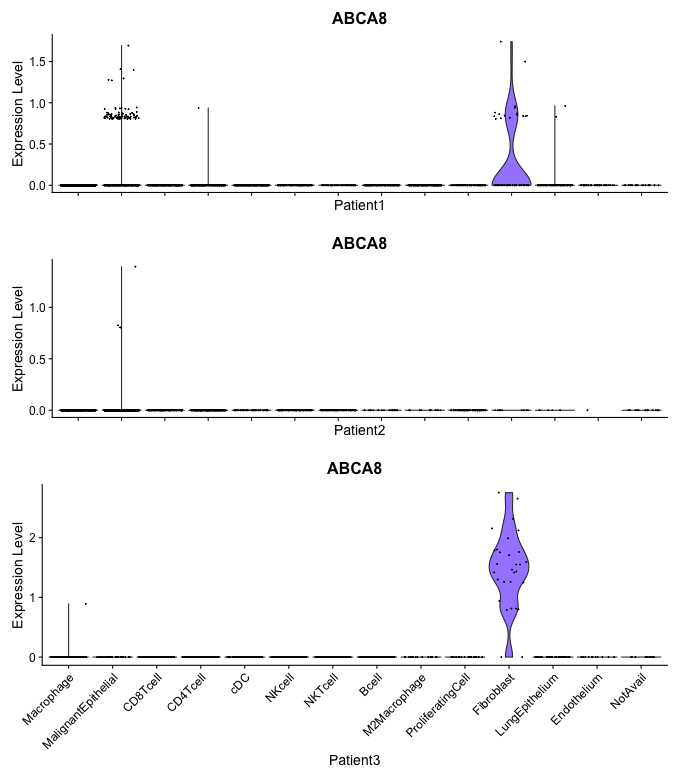 ABCA8
Expression Level
1.5
1.0
0.5
0.0
Patient1
ABCA8
Expression Level
1.0
0.5
0.0
Patient2
ABCA8
Expression Level
2
1
0
Macrophage
MalignantEpithelial
CD8Tcell
CD4Tcell
cDC
NKcell
NKTcell
Bcell
M2Macrophage
ProliferatingCell
Fibroblast
LungEpithelium
Endothelium
NotAvail
Patient3